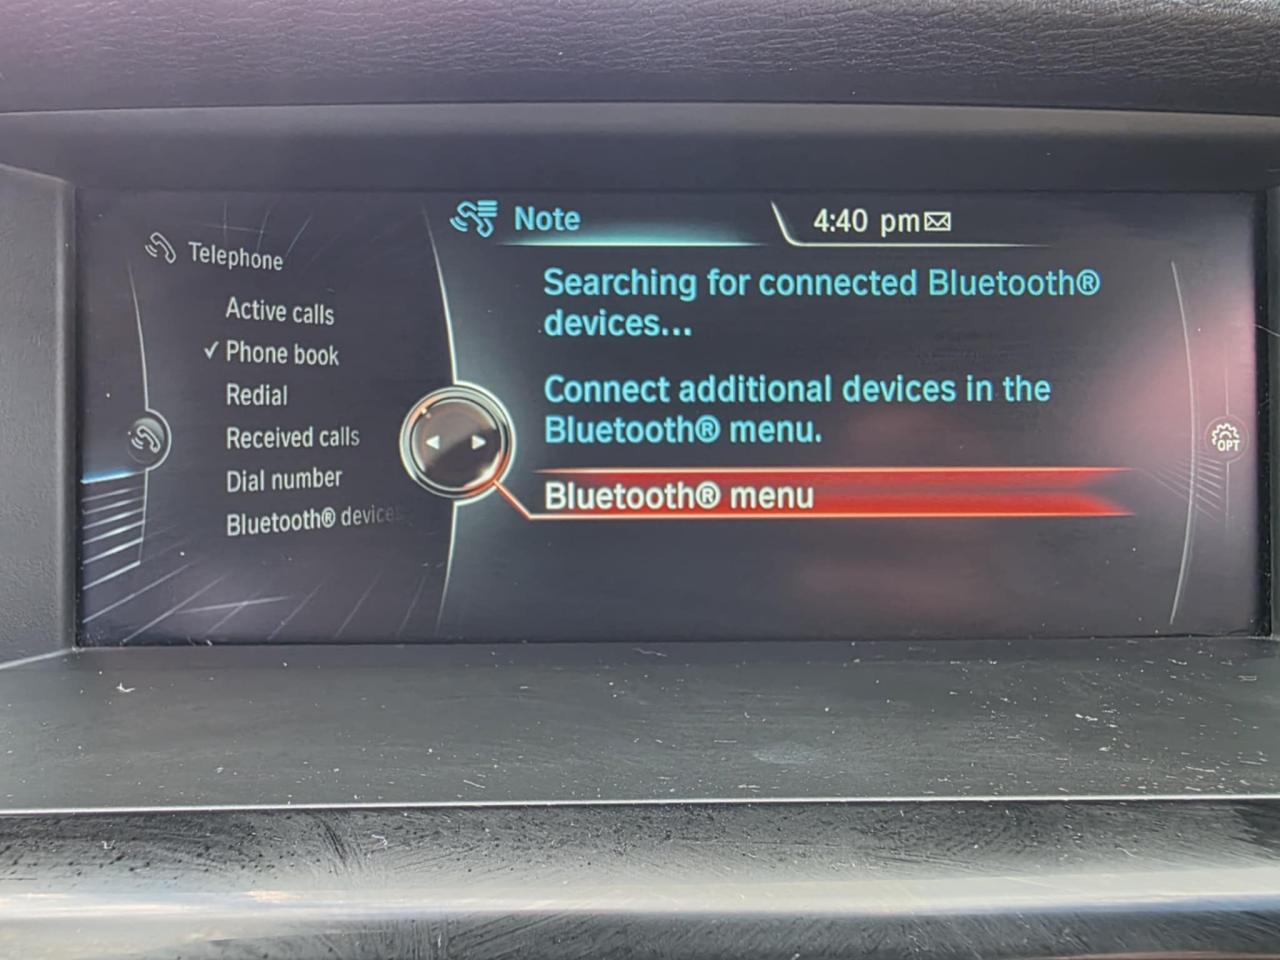 Note
4:40 pm
Telephone
Active calls
Phone book
Redial
Received calls
Dial number
Bluetooth® device
Searching for connected Bluetooth®
devices...
Connect additional devices in the
Bluetooth® menu.
Bluetooth® menu
OPT